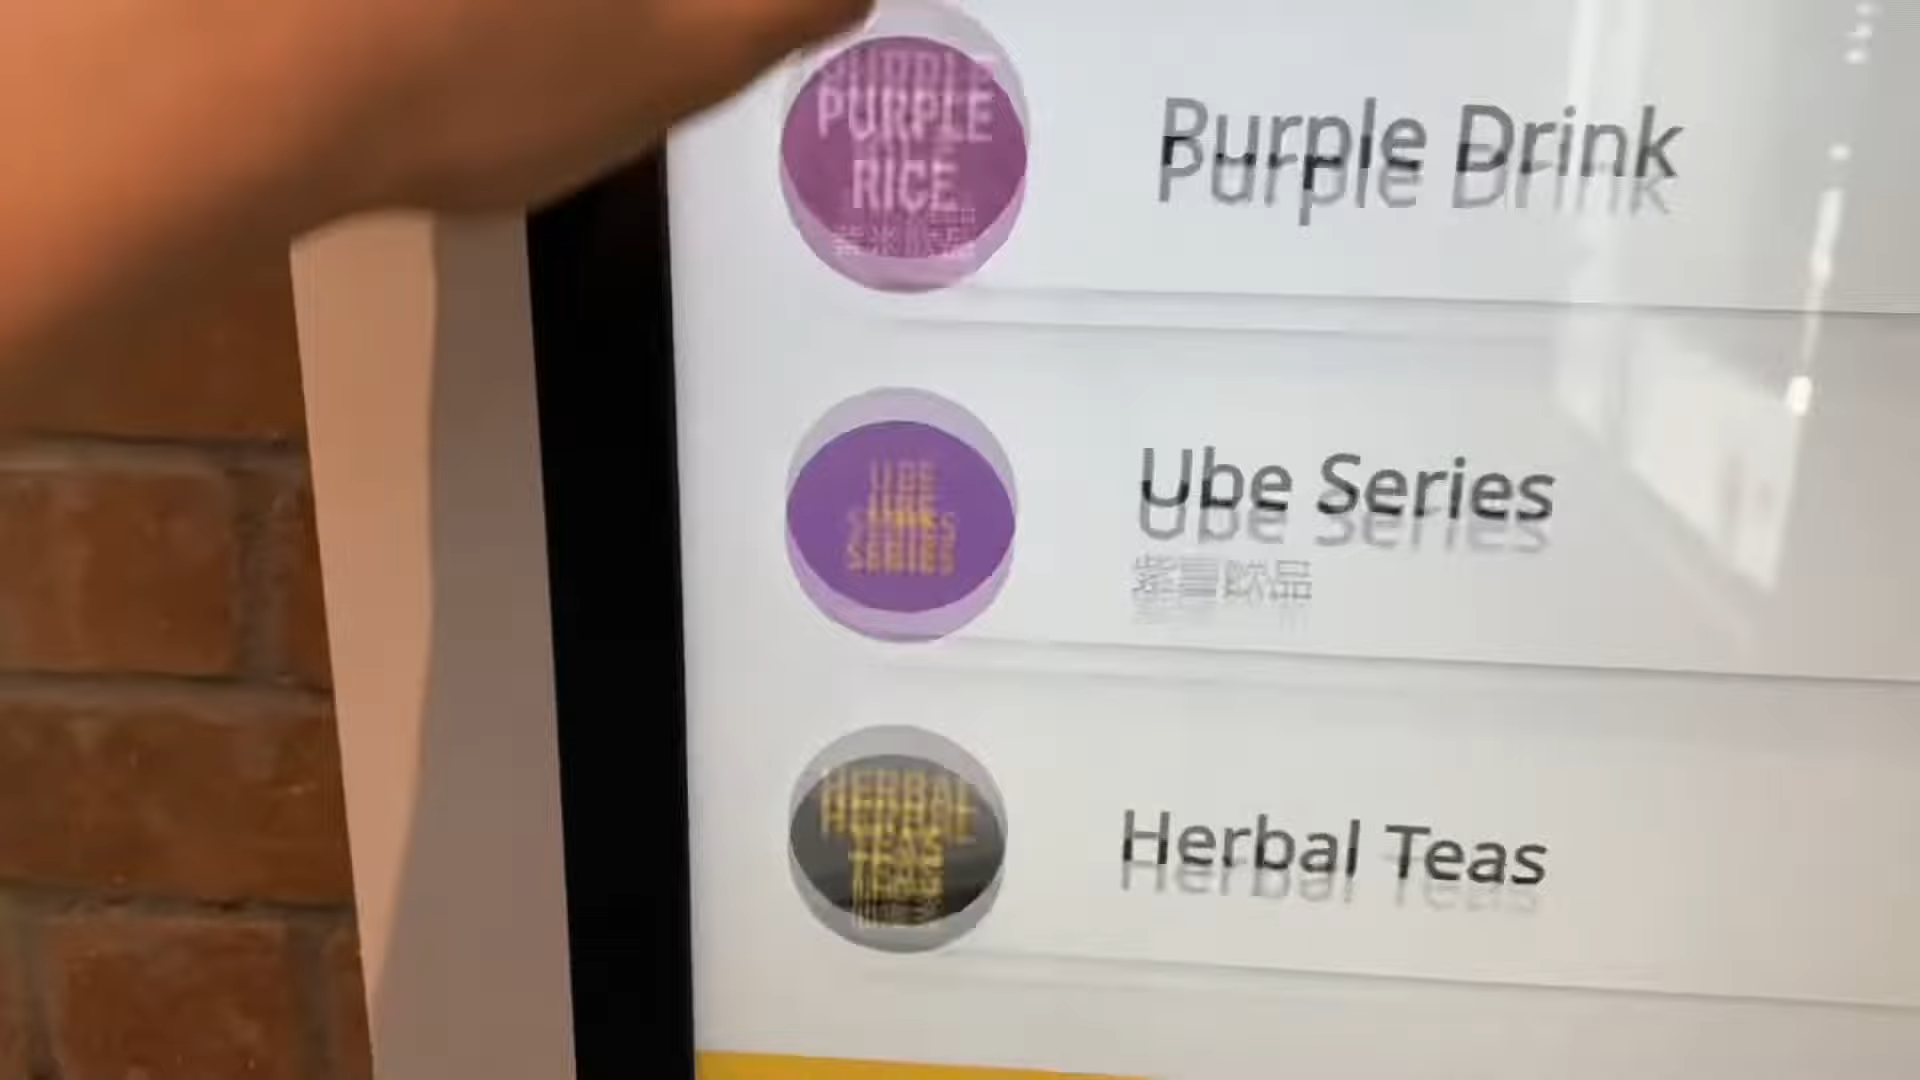 PURPLE
RICE
Purple Drink
UBE
SERIES
Ube Series
HERBAL
TEAS
Herbal Teas